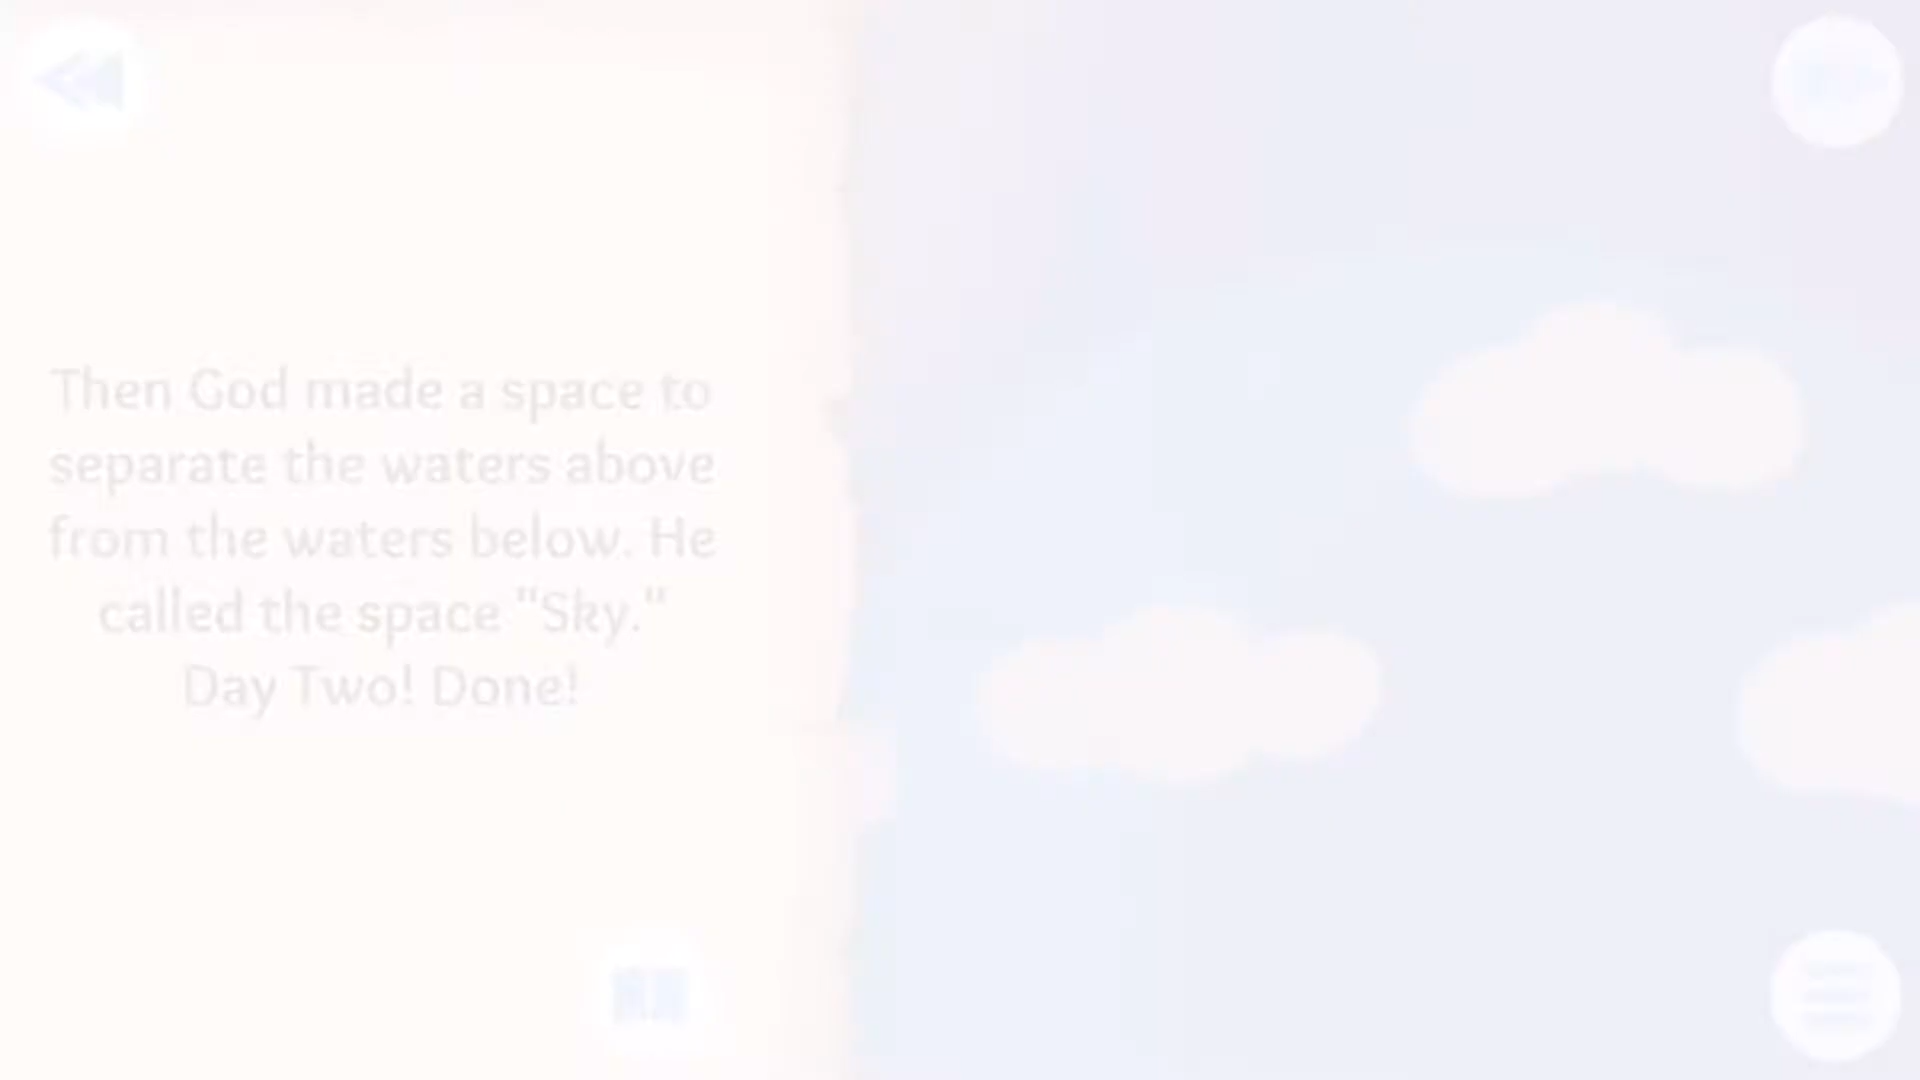 Then God made a space to
separate the waters above
from the waters below. He
called the space "Sky."
Day Two! Done!